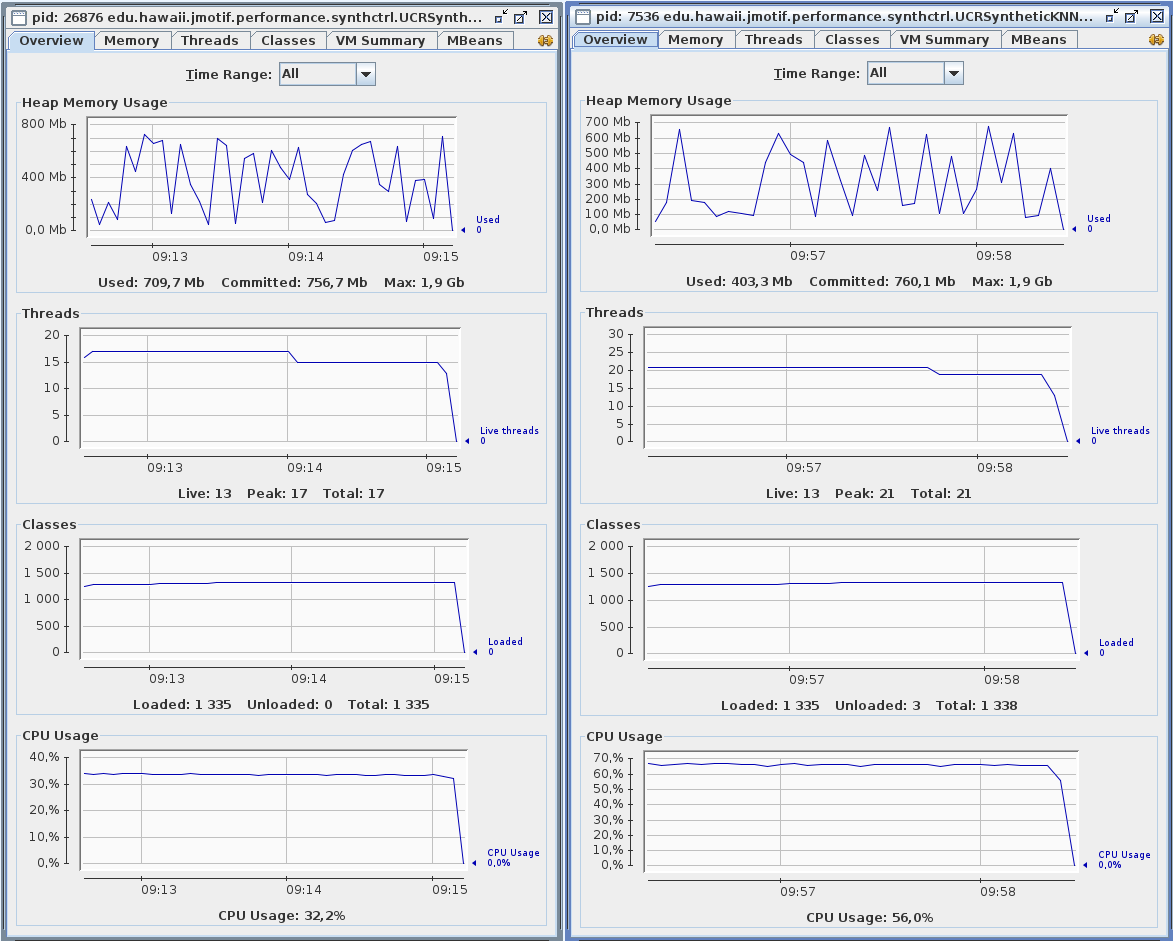 pid: 26876 edu.hawaii.jmotif.performance.synthctrl.UCRSynth...
Overview Memory Threads Classes VM Summary MBeans
Time Range: All
Heap Memory Usage
800 Mb
400 Mb
0,0 Mb
Used
0
09:13 09:14 09:15
Used: 709,7 Mb Committed: 756,7 Mb Max: 1,9 Gb
Threads
20
15
10
5
0
Live threads
0
09:13 09:14 09:15
Live: 13 Peak: 17 Total: 17
Classes
2 000
1 500
1 000
500
0
Loaded
0
09:13 09:14 09:15
Loaded: 1 335 Unloaded: 0 Total: 1 335
CPU Usage
40,%
30,%
20,%
10,%
0,%
CPU Usage
0,0%
09:13 09:14 09:15
CPU Usage: 32,2%
pid: 7536 edu.hawaii.jmotif.performance.synthctrl.UCRSyntheticKNN...
Overview Memory Threads Classes VM Summary MBeans
Time Range: All
Heap Memory Usage
700 Mb
600 Mb
500 Mb
400 Mb
300 Mb
200 Mb
100 Mb
0,0 Mb
Used
0
09:57 09:58
Used: 403,3 Mb Committed: 760,1 Mb Max: 1,9 Gb
Threads
30
25
20
15
10
5
0
Live threads
0
09:57 09:58
Live: 13 Peak: 21 Total: 21
Classes
2 000
1 500
1 000
500
0
Loaded
0
09:57 09:58
Loaded: 1 335 Unloaded: 3 Total: 1 338
CPU Usage
70,%
60,%
50,%
40,%
30,%
20,%
10,%
0,%
CPU Usage
0,0%
09:57 09:58
CPU Usage: 56,0%